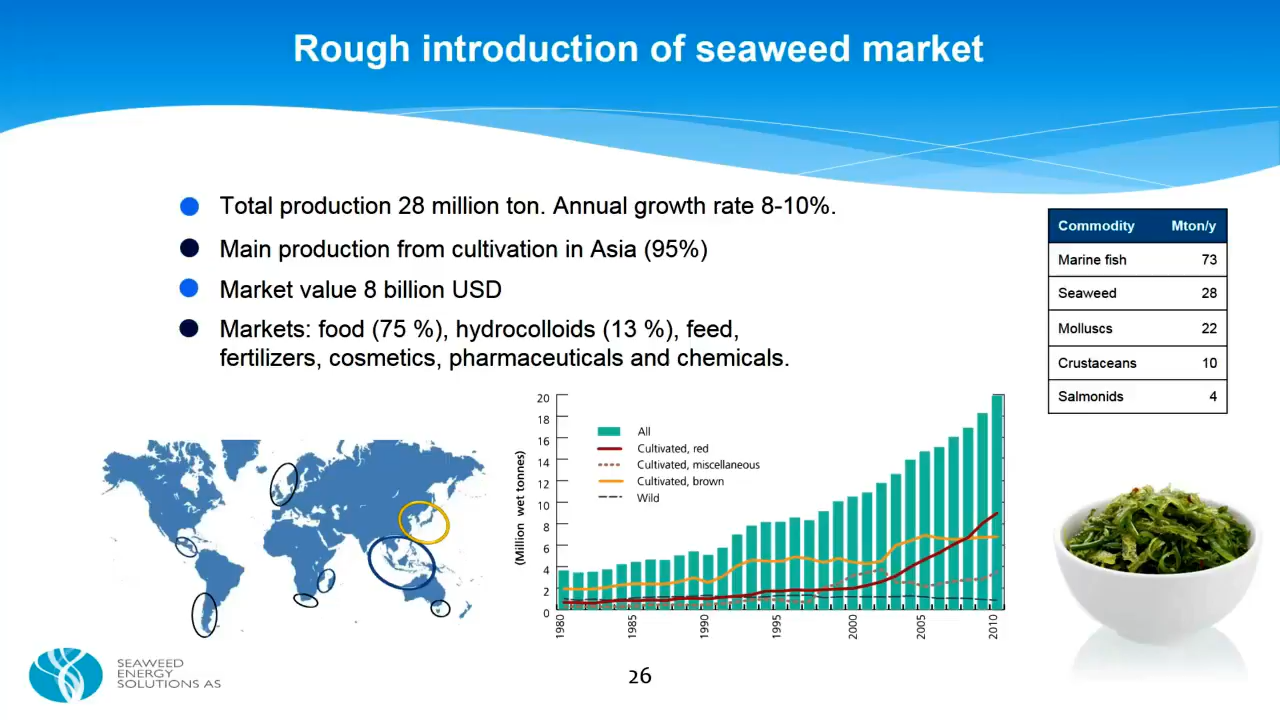 Rough introduction of seaweed market
Total production 28 million ton. Annual growth rate 8-10%.
Main production from cultivation in Asia (95%)
Market value 8 billion USD
Markets: food (75 %), hydrocolloids (13 %), feed,
fertilizers, cosmetics, pharmaceuticals and chemicals.
Commodity Mton/y
Marine fish 73
Seaweed 28
Molluscs 22
Crustaceans 10
Salmonids 4
(Million wet tonnes)
20
18
16
14
12
10
8
6
4
2
0
All
Cultivated, red
Cultivated, miscellaneous
Cultivated, brown
Wild
1980 1985 1990 1995 2000 2005 2010
SEAWEED
ENERGY
SOLUTIONS AS
26